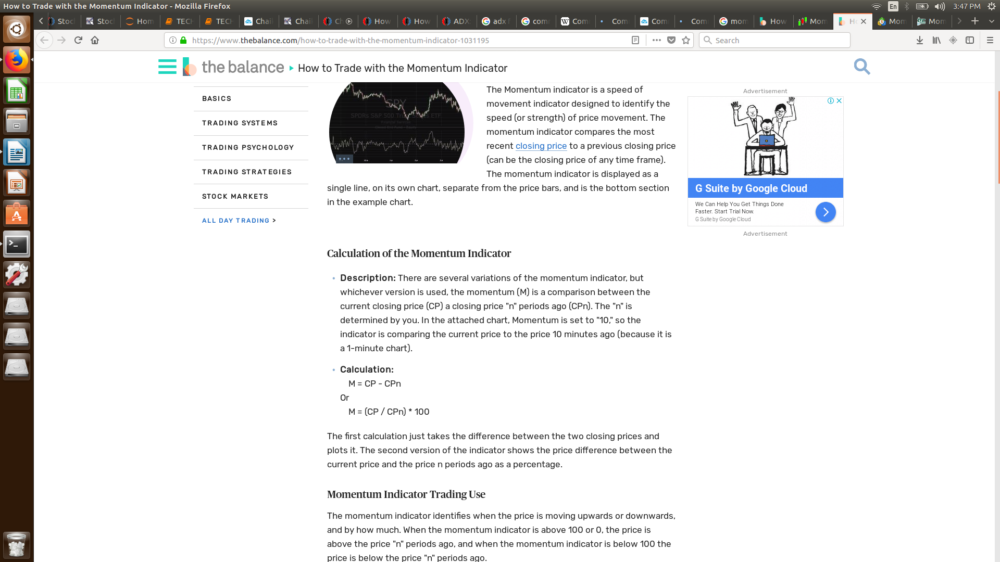 How to Trade with the Momentum Indicator - Mozilla Firefox
En
3:47 PM
Stoc
Stoc
Hom
TECH
TECH
Chai
Chai
How
How
ADX
adx f
com
Com
Com
Com
Com
mom
How
Mom
Mom
Mom
https://www.thebalance.com/how-to-trade-with-the-momentum-indicator-1031195
Search
the balance
How to Trade with the Momentum Indicator
BASICS
TRADING SYSTEMS
TRADING PSYCHOLOGY
TRADING STRATEGIES
STOCK MARKETS
ALL DAY TRADING >
SPY
The Momentum indicator is a speed of
movement indicator designed to identify the
speed (or strength) of price movement. The
momentum indicator compares the most
recent closing price to a previous closing price
(can be the closing price of any time frame).
The momentum indicator is displayed as a
single line, on its own chart, separate from the price bars, and is the bottom section
in the example chart.
Calculation of the Momentum Indicator
• Description: There are several variations of the momentum indicator, but
whichever version is used, the momentum (M) is a comparison between the
current closing price (CP) a closing price "n" periods ago (CPn). The "n" is
determined by you. In the attached chart, Momentum is set to "10," so the
indicator is comparing the current price to the price 10 minutes ago (because it is
a 1-minute chart).
• Calculation:
M = CP - CPn
Or
M = (CP / CPn) * 100
The first calculation just takes the difference between the two closing prices and
plots it. The second version of the indicator shows the price difference between the
current price and the price n periods ago as a percentage.
Momentum Indicator Trading Use
The momentum indicator identifies when the price is moving upwards or downwards,
and by how much. When the momentum indicator is above 100 or 0, the price is
above the price "n" periods ago, and when the momentum indicator is below 100 the
price is below the price "n" periods ago.
Advertisement
G Suite by Google Cloud
We Can Help You Get Things Done
Faster. Start Trial Now.
G Suite by Google Cloud
Advertisement